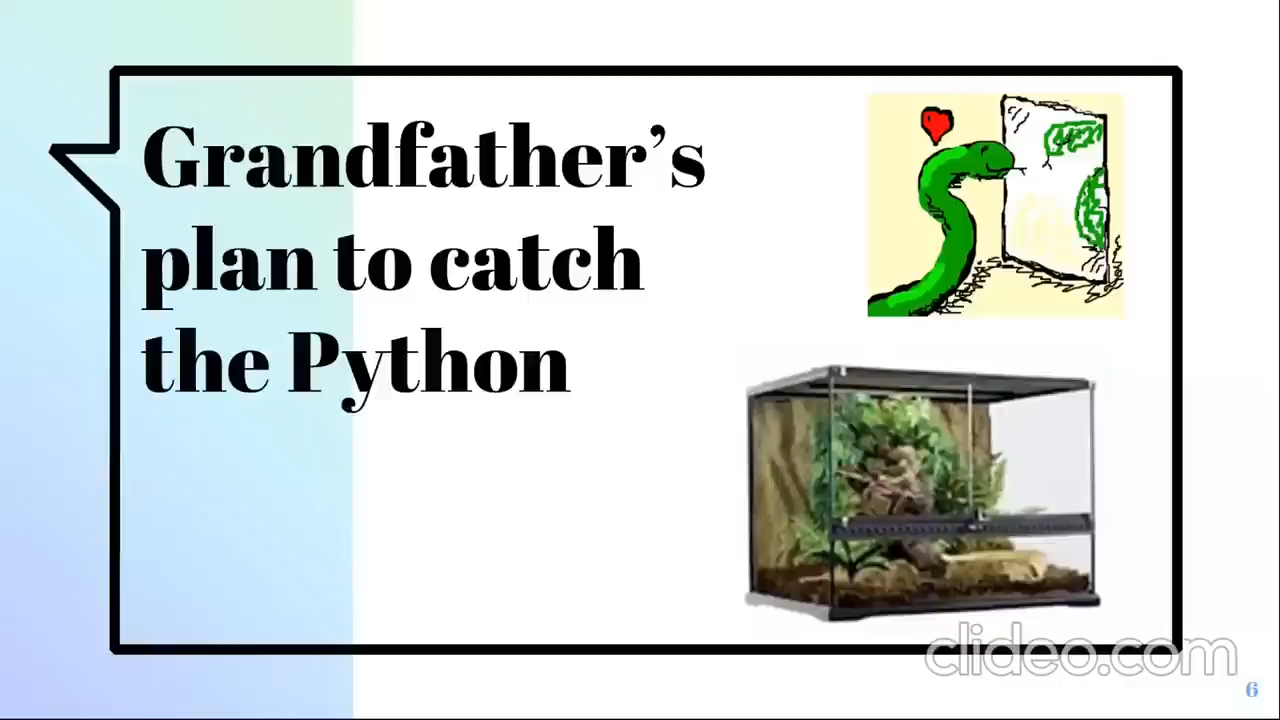 Grandfather’s
plan to catch
the Python
clideo.com
6